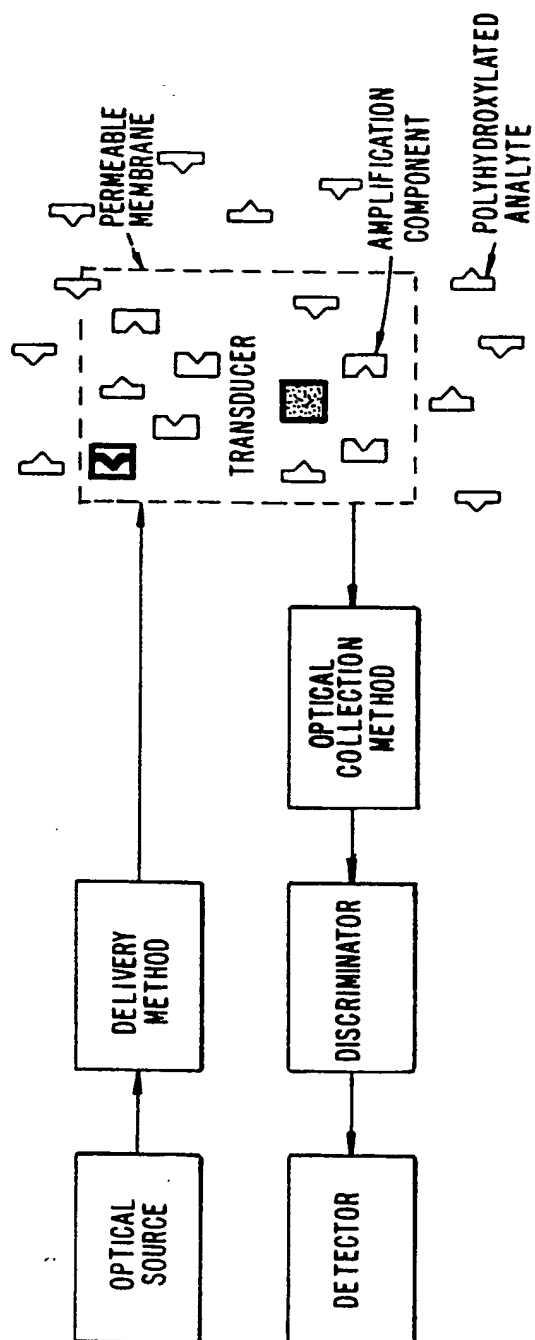 OPTICAL
SOURCE
DELIVERY
METHOD
PERMEABLE
MEMBRANE
TRANSDUCER
AMPLIFICATION
COMPONENT
POLYHYDROXYLATED
ANALYTE
OPTICAL
COLLECTION
METHOD
DISCRIMINATOR
DETECTOR